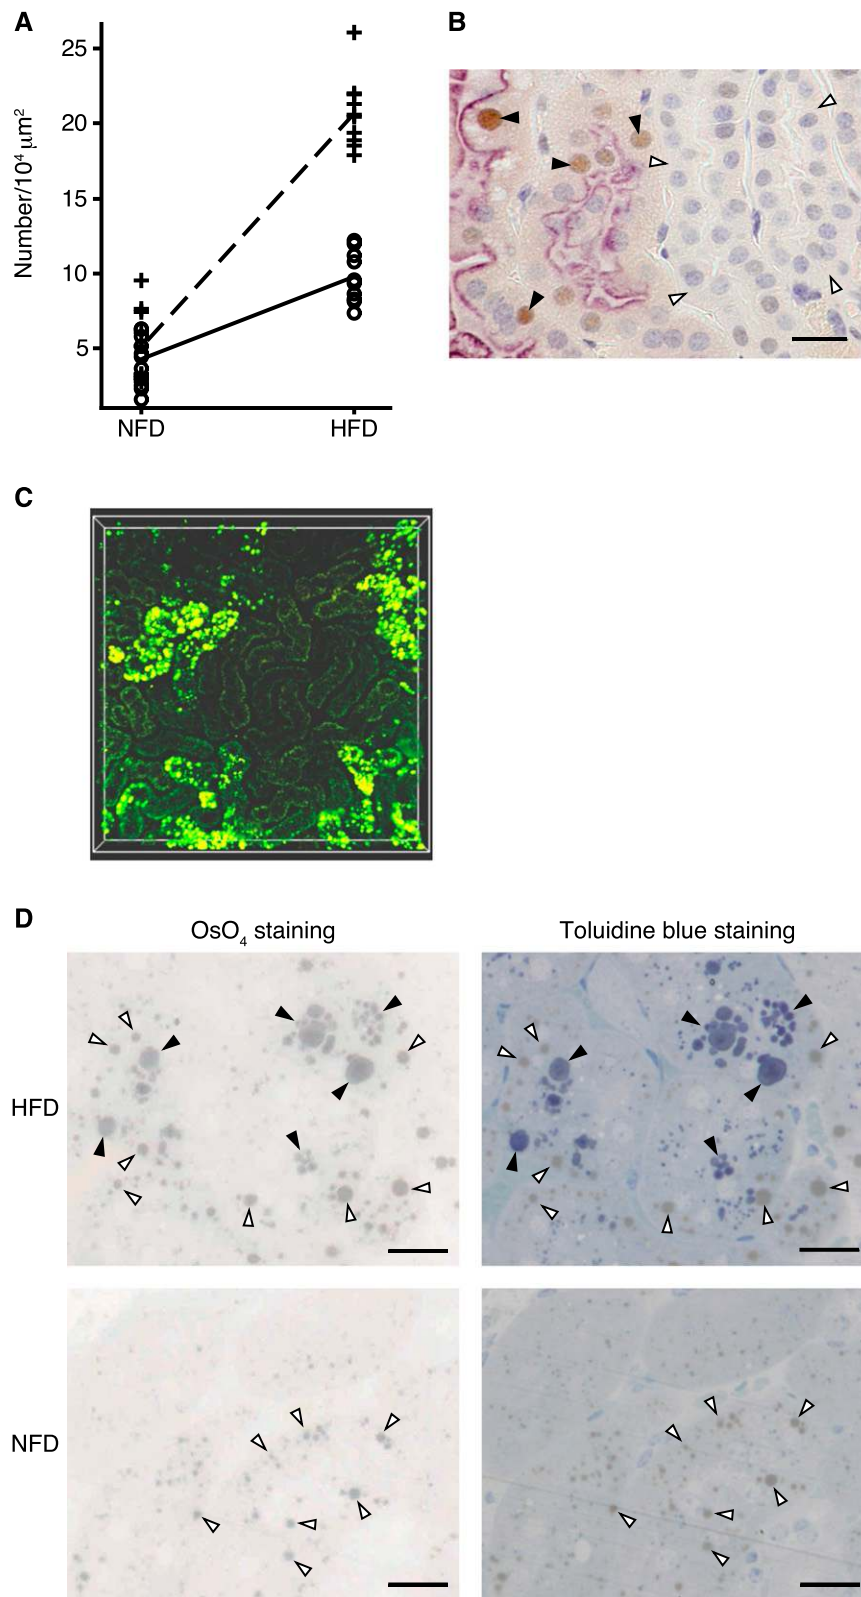 A
Number/10⁴ μm²
25
20
15
10
5
NFD
HFD
B
C
D
OsO₄ staining
Toluidine blue staining
HFD
NFD